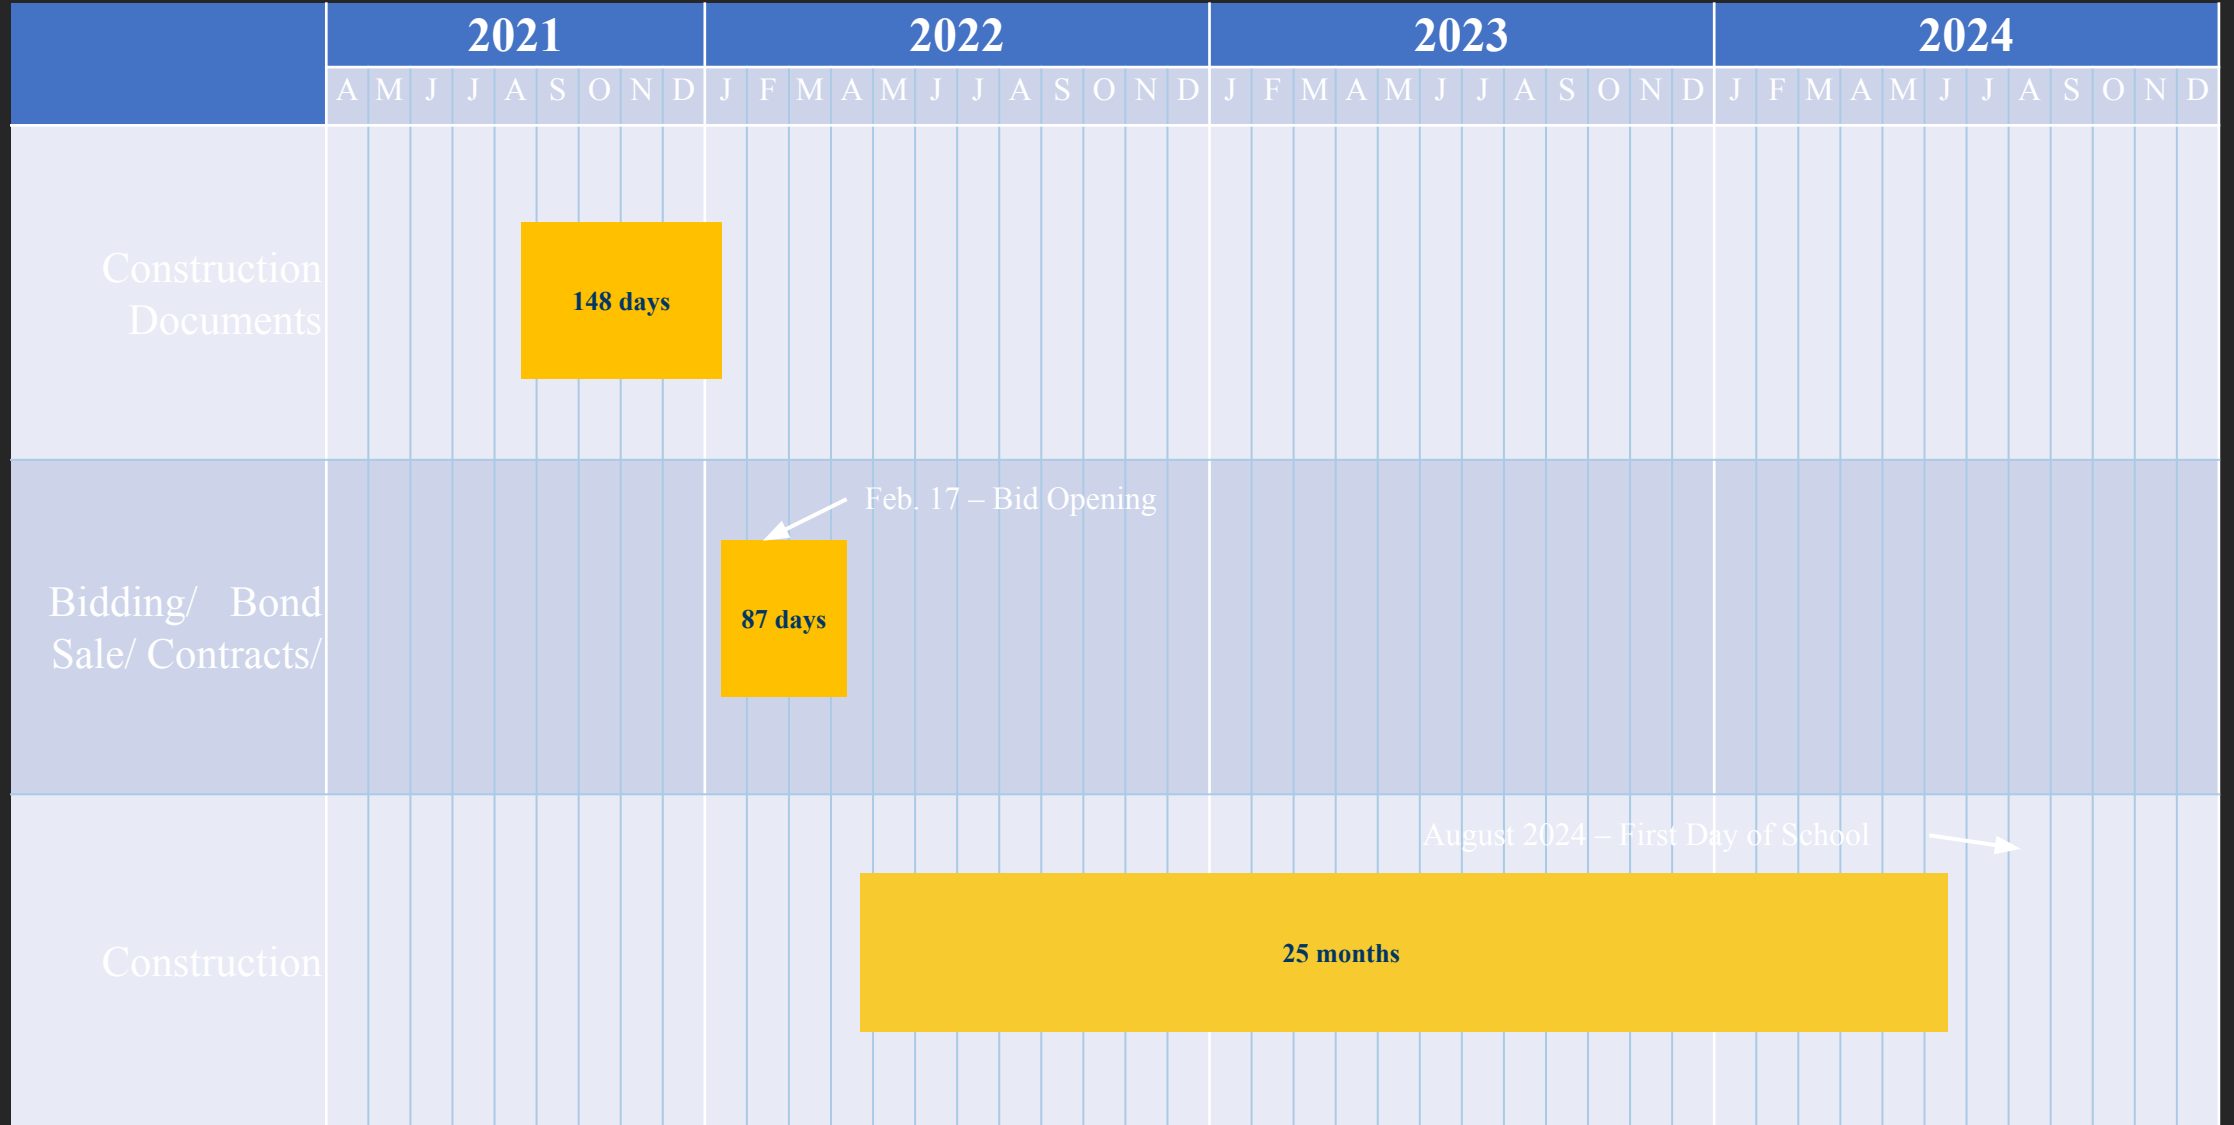 2021 2022 2023 2024
A M J J A S O N D J F M A M J J A S O N D J F M A M J J A S O N D J F M A M J J A S O N D
Construction
Documents
148 days
Feb. 17 – Bid Opening
Bidding/ Bond
Sale/ Contracts/
87 days
August 2024 – First Day of School
Construction
25 months